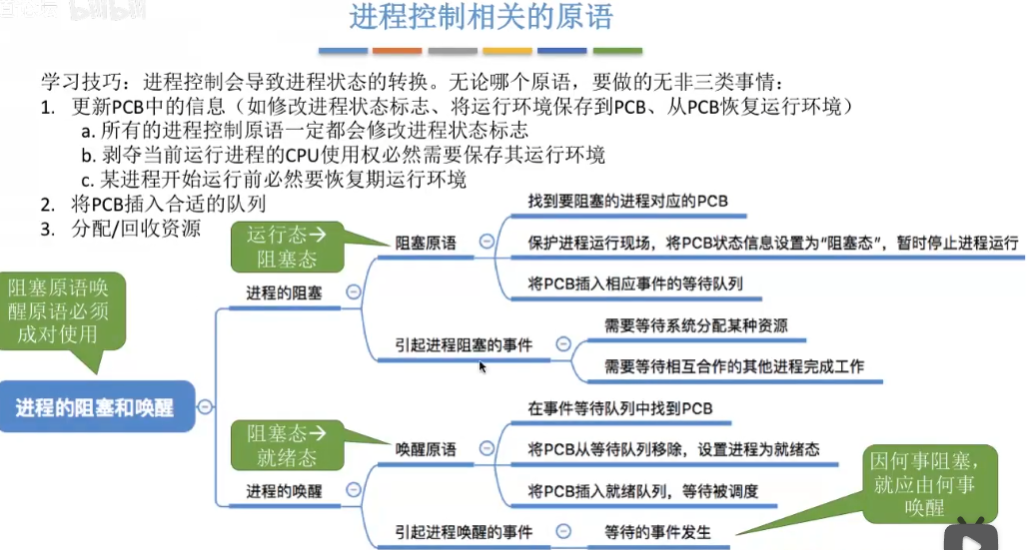 bilibili
进程控制相关的原语
学习技巧：进程控制会导致进程状态的转换。无论哪个原语，要做的无非三类事情：
1. 更新PCB中的信息（如修改进程状态标志、将运行环境保存到PCB、从PCB恢复运行环境）
a. 所有的进程控制原语一定都会修改进程状态标志
b. 剥夺当前运行进程的CPU使用权必然需要保存其运行环境
c. 某进程开始运行前必然要恢复期运行环境
2. 将PCB插入合适的队列
3. 分配/回收资源
运行态→
阻塞态
阻塞原语
找到要阻塞的进程对应的PCB
保护进程运行现场，将PCB状态信息设置为“阻塞态”，暂时停止进程运行
将PCB插入相应事件的等待队列
进程的阻塞
引起进程阻塞的事件
需要等待系统分配某种资源
需要等待相互合作的其他进程完成工作
阻塞原语唤
醒原语必须
成对使用
进程的阻塞和唤醒
阻塞态→
就绪态
唤醒原语
在事件等待队列中找到PCB
将PCB从等待队列移除，设置进程为就绪态
将PCB插入就绪队列，等待被调度
进程的唤醒
引起进程唤醒的事件
等待的事件发生
因何事阻塞，
就应由何事
唤醒